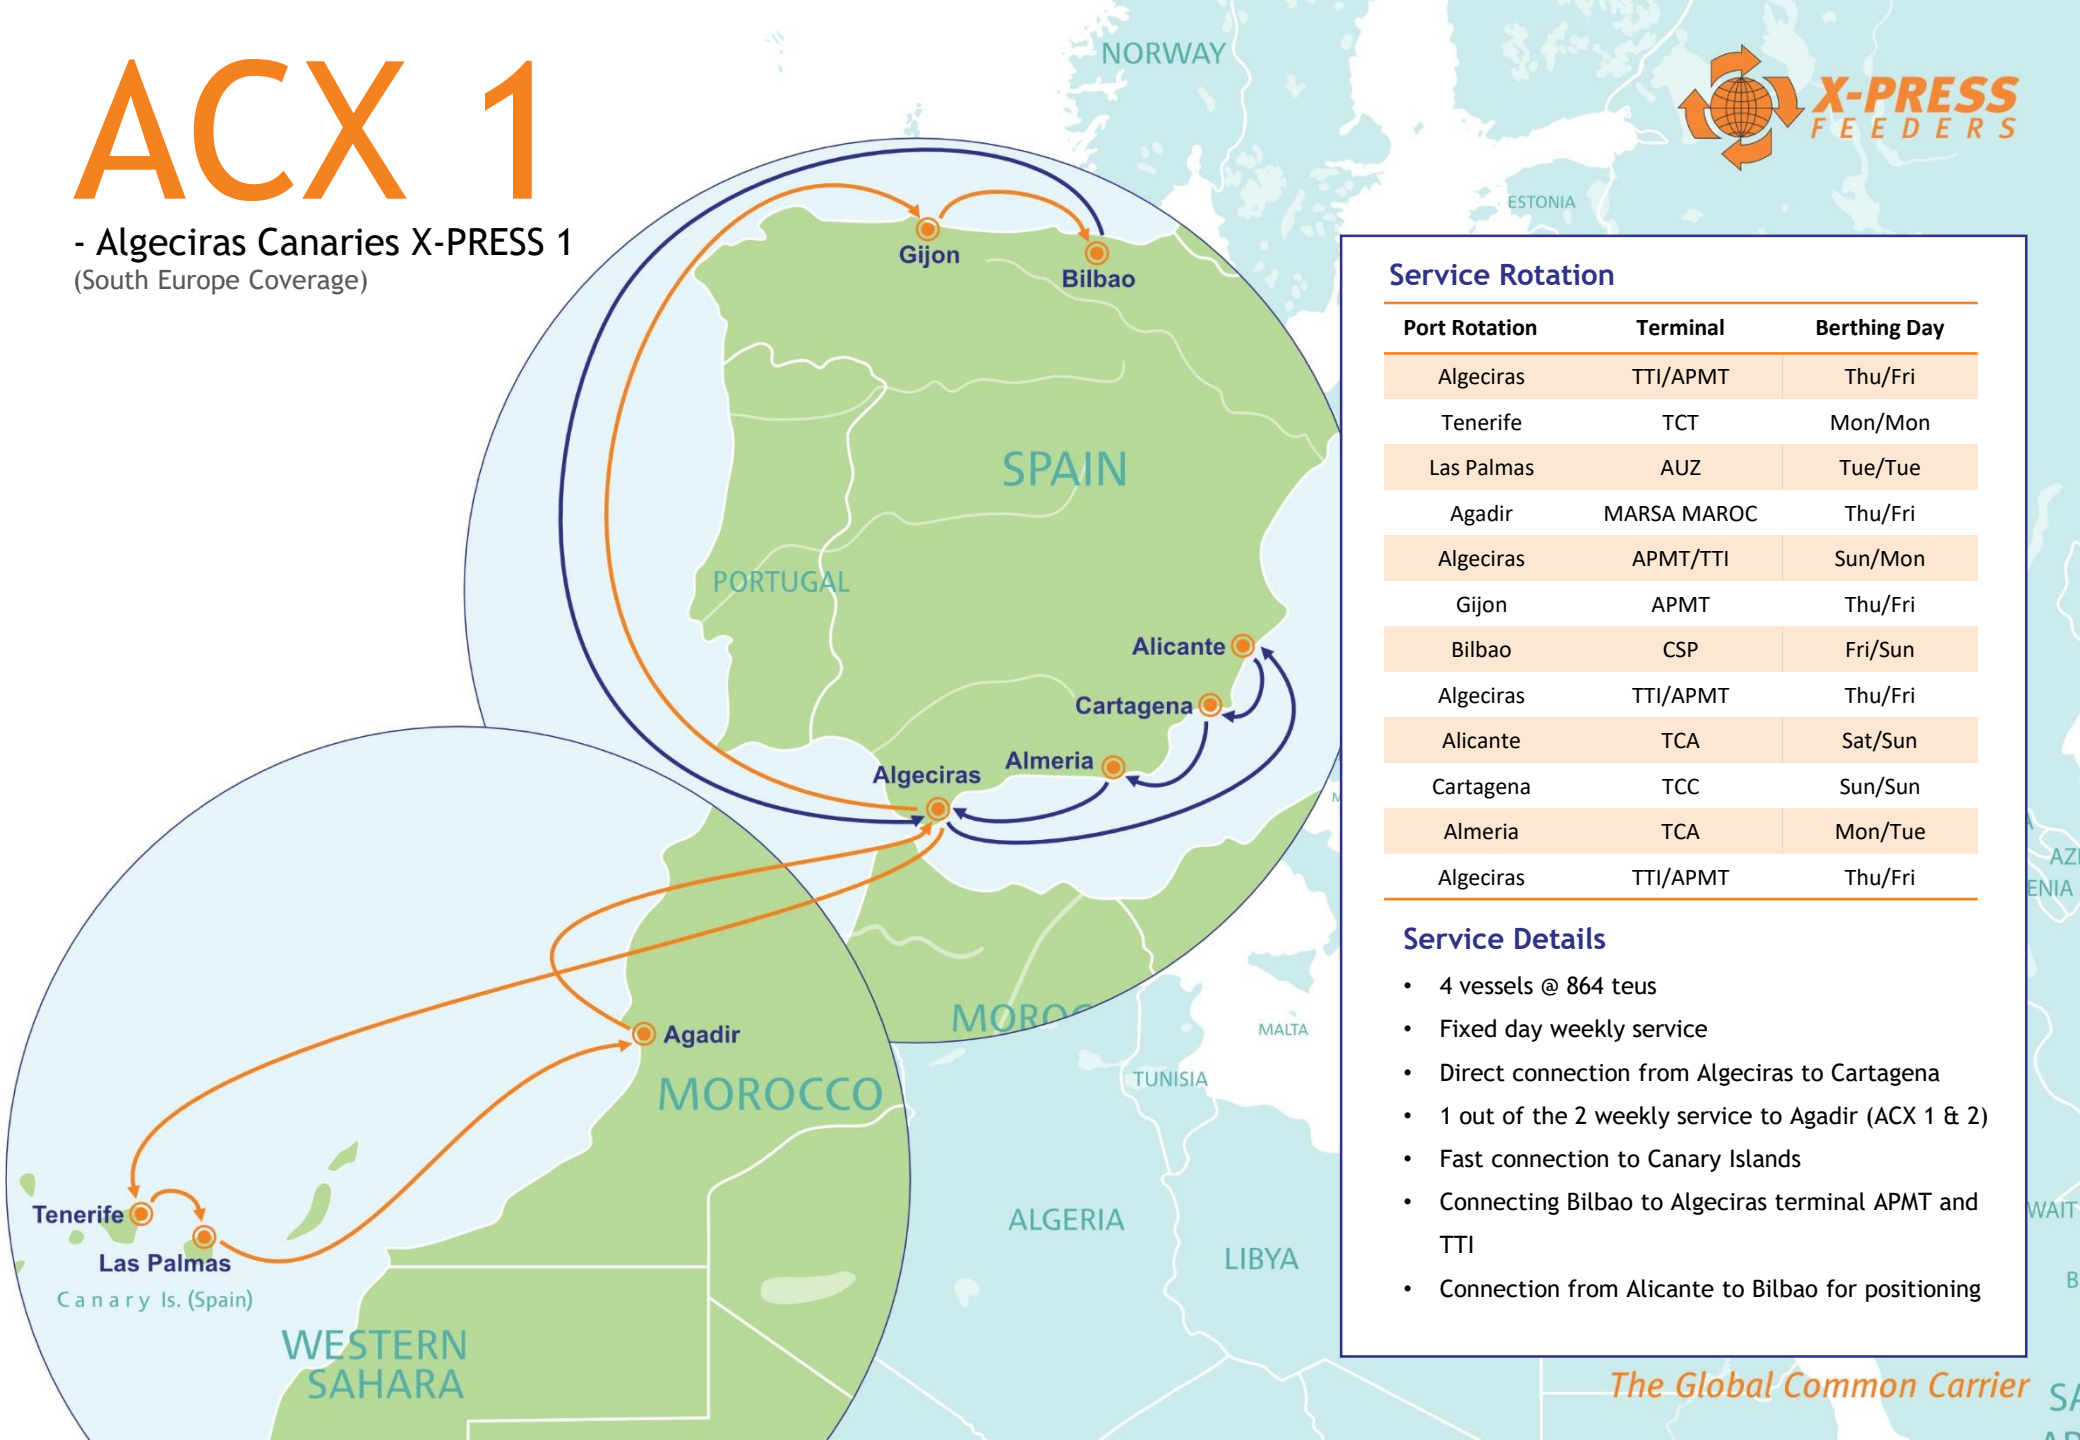 ACX 1
- Algeciras Canaries X-PRESS 1
(South Europe Coverage)
X-PRESS
FEEDERS
NORWAY
ESTONIA
Gijon
Bilbao
SPAIN
PORTUGAL
Alicante
Cartagena
Almeria
Algeciras
Agadir
MOROCCO
MOROC
Tenerife
Las Palmas
Canary Is. (Spain)
WESTERN
SAHARA
MALTA
TUNISIA
ALGERIA
LIBYA
Service Rotation
Port Rotation Terminal Berthing Day
Algeciras TTI/APMT Thu/Fri
Tenerife TCT Mon/Mon
Las Palmas AUZ Tue/Tue
Agadir MARSA MAROC Thu/Fri
Algeciras APMT/TTI Sun/Mon
Gijon APMT Thu/Fri
Bilbao CSP Fri/Sun
Algeciras TTI/APMT Thu/Fri
Alicante TCA Sat/Sun
Cartagena TCC Sun/Sun
Almeria TCA Mon/Tue
Algeciras TTI/APMT Thu/Fri
Service Details
• 4 vessels @ 864 teus
• Fixed day weekly service
• Direct connection from Algeciras to Cartagena
• 1 out of the 2 weekly service to Agadir (ACX 1 & 2)
• Fast connection to Canary Islands
• Connecting Bilbao to Algeciras terminal APMT and
TTI
• Connection from Alicante to Bilbao for positioning
AZ
ENIA
WAIT
B
SA
The Global Common Carrier